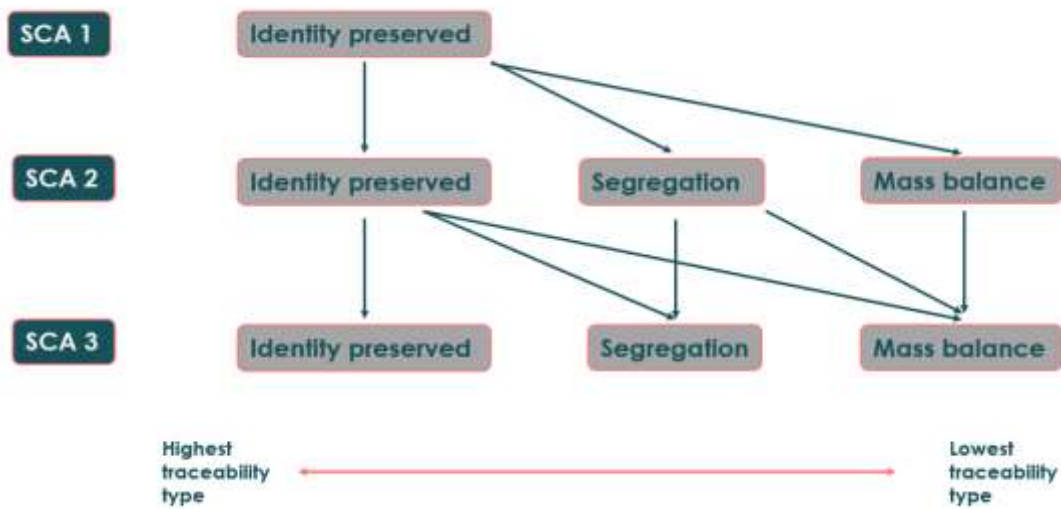 SCA 1
Identity preserved
SCA 2
Identity preserved
Segregation
Mass balance
SCA 3
Identity preserved
Segregation
Mass balance
Highest
traceability
type
Lowest
traceability
type